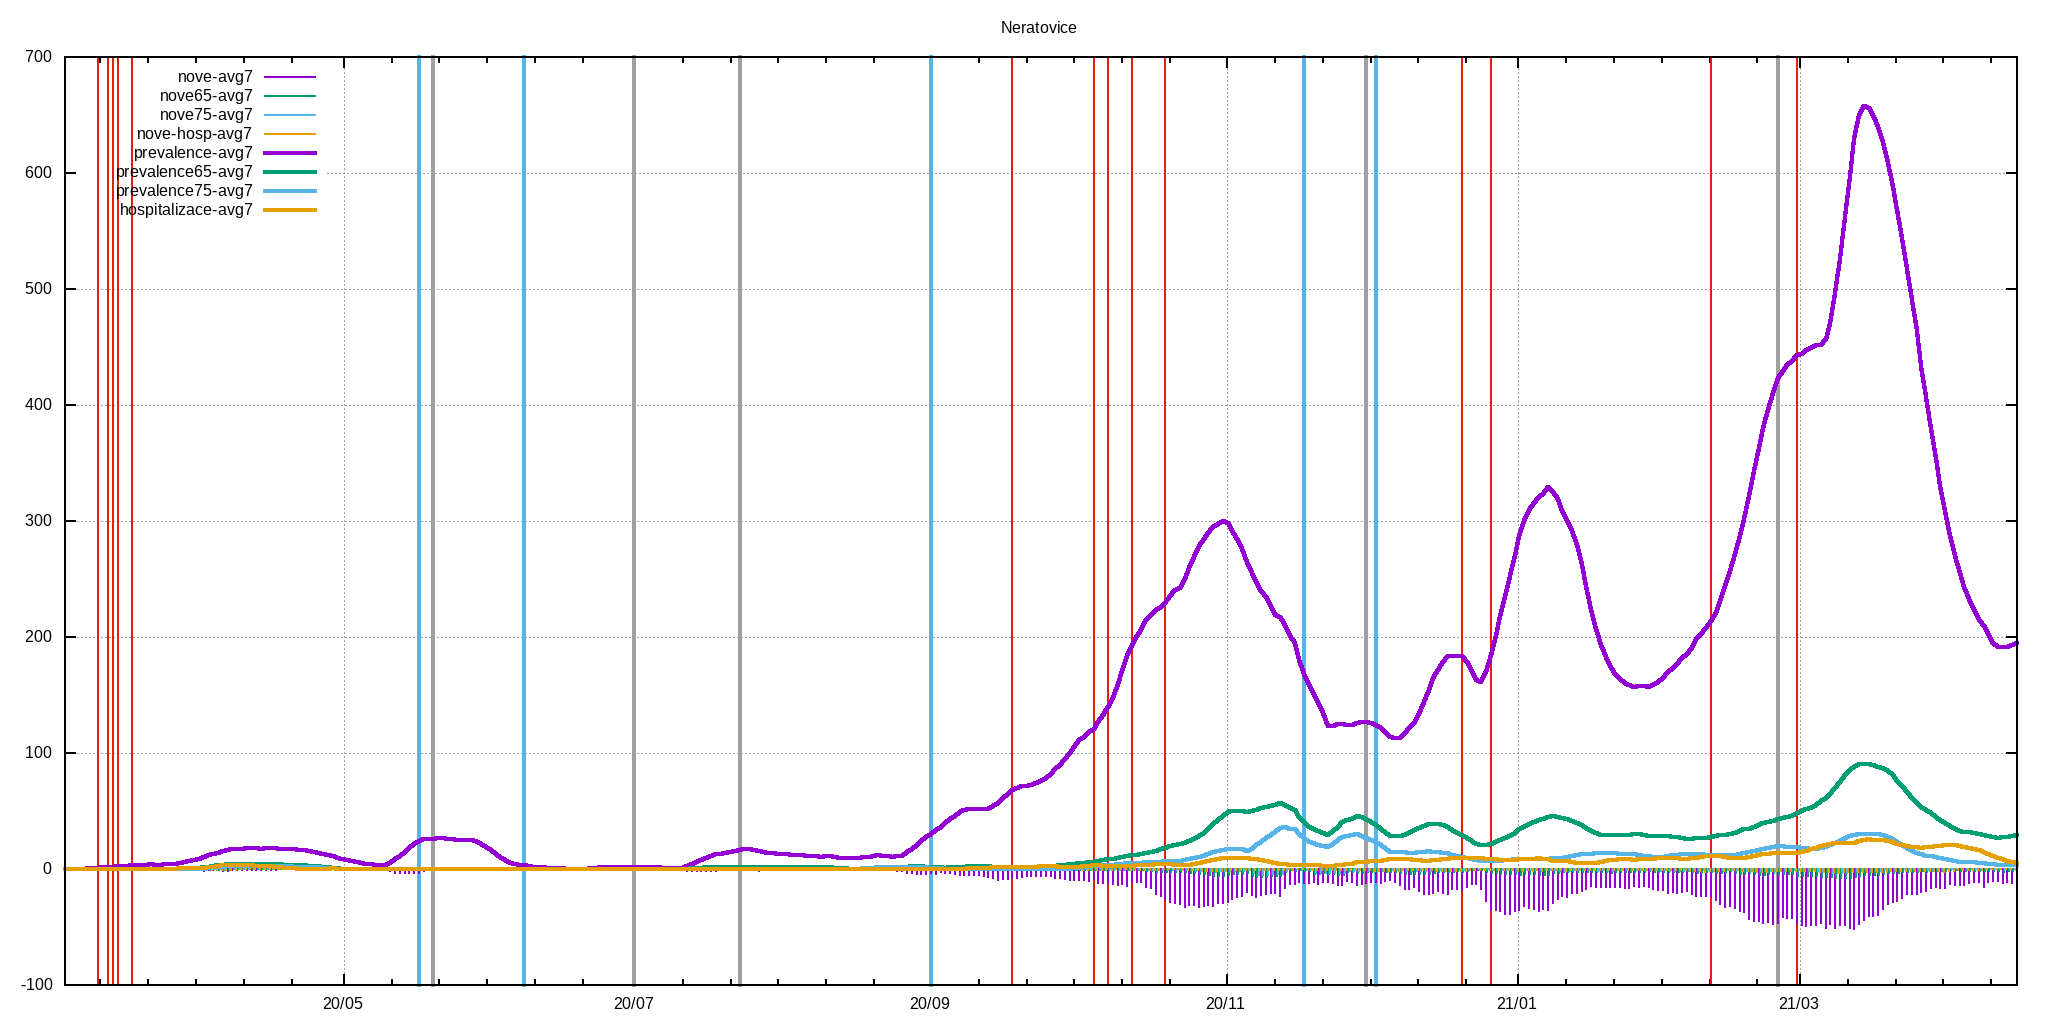 Neratovice
700
600
500
400
300
200
100
0
-100
nove-avg7
nove65-avg7
nove75-avg7
nove-hosp-avg7
prevalence-avg7
prevalence65-avg7
prevalence75-avg7
hospitalizace-avg7
20/05 20/07 20/09 20/11 21/01 21/03